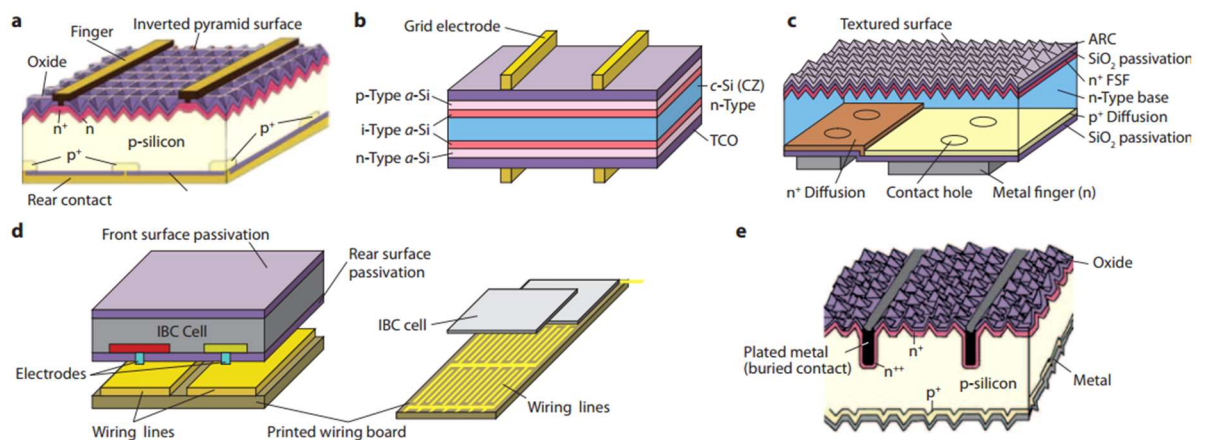 a
Inverted pyramid surface
Finger
Oxide
n+
n
p+
p-silicon
p+
Rear contact
b
Grid electrode
p-Type a-Si
i-Type a-Si
n-Type a-Si
c-Si (CZ)
n-Type
TCO
c
Textured surface
ARC
SiO2 passivation
n+ FSF
n-Type base
p+ Diffusion
SiO2 passivation
n+ Diffusion
Contact hole
Metal finger (n)
d
Front surface passivation
Rear surface
passivation
IBC Cell
Electrodes
Wiring lines
Printed wiring board
IBC cell
Wiring lines
e
Oxide
Plated metal
(buried contact)
n+
n++
p-silicon
Metal
p+